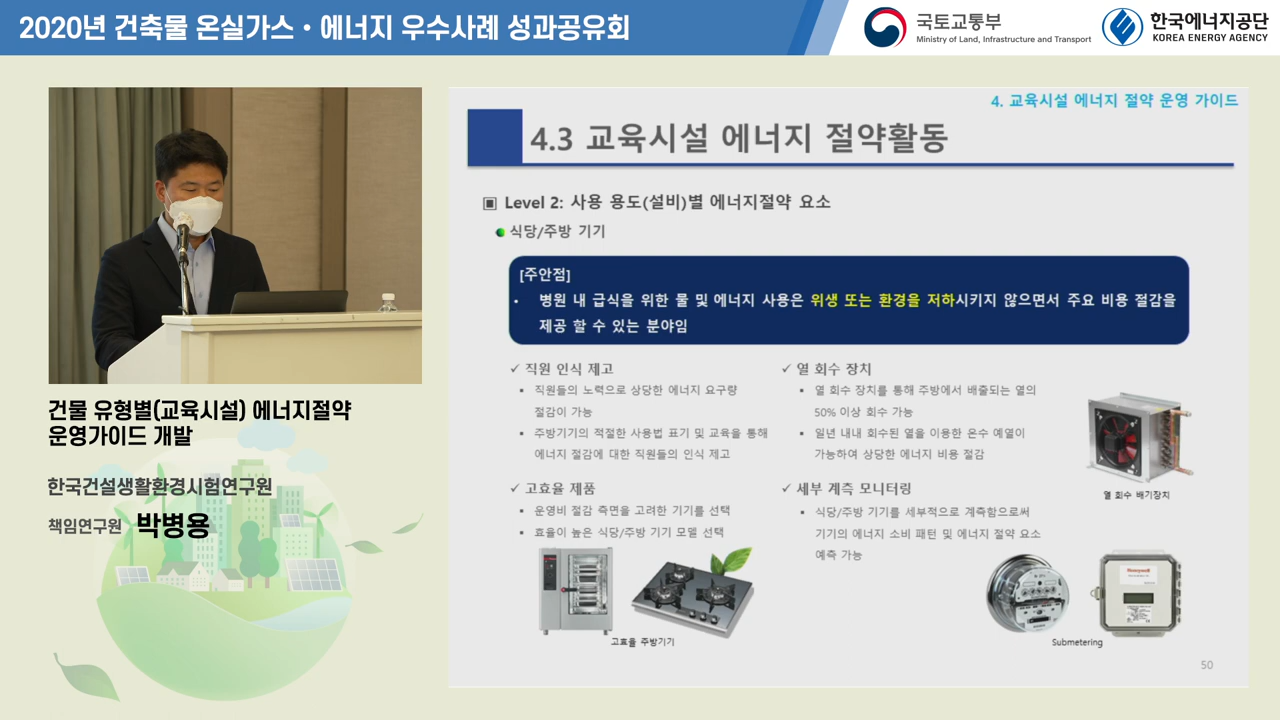 2020년 건축물 온실가스 • 에너지 우수사례 성과공유회
국토교통부
Ministry of Land, Infrastructure and Transport
한국에너지공단
KOREA ENERGY AGENCY
건물 유형별(교육시설) 에너지절약
운영가이드 개발
한국건설생활환경시험연구원
책임연구원 박병용
4. 교육시설 에너지 절약 운영 가이드
4.3 교육시설 에너지 절약활동
▣ Level 2: 사용 용도(설비)별 에너지절약 요소
식당/주방 기기
[주안점]
• 병원 내 급식을 위한 물 및 에너지 사용은 위생 또는 환경을 저하시키지 않으면서 주요 비용 절감을
제공 할 수 있는 분야임
✓ 직원 인식 제고
▪ 직원들의 노력으로 상당한 에너지 요구량
절감이 가능
▪ 주방기기의 적절한 사용법 표기 및 교육을 통해
에너지 절감에 대한 직원들의 인식 제고
✓ 고효율 제품
▪ 운영비 절감 측면을 고려한 기기를 선택
▪ 효율이 높은 식당/주방 기기 모델 선택
고효율 주방기기
✓ 열 회수 장치
▪ 열 회수 장치를 통해 주방에서 배출되는 열의
50% 이상 회수 가능
▪ 일년 내내 회수된 열을 이용한 온수 예열이
가능하여 상당한 에너지 비용 절감
열 회수 배기장치
✓ 세부 계측 모니터링
▪ 식당/주방 기기를 세부적으로 계측함으로써
기기의 에너지 소비 패턴 및 에너지 절약 요소
예측 가능
Honeywell
Submetering
50